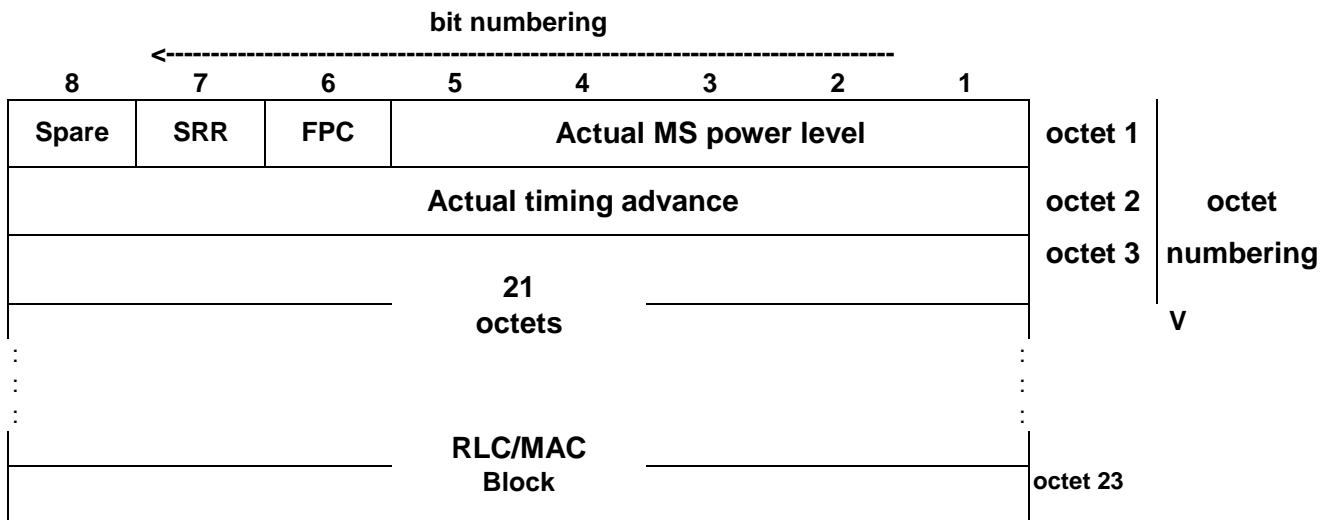 bit numbering
<--------------------------------------------------------------------------------
8 7 6 5 4 3 2 1
Spare SRR FPC Actual MS power level octet 1
Actual timing advance octet 2 octet
octet 3 numbering
21
octets V
:  :
:  :
:  :
RLC/MAC
Block octet 23